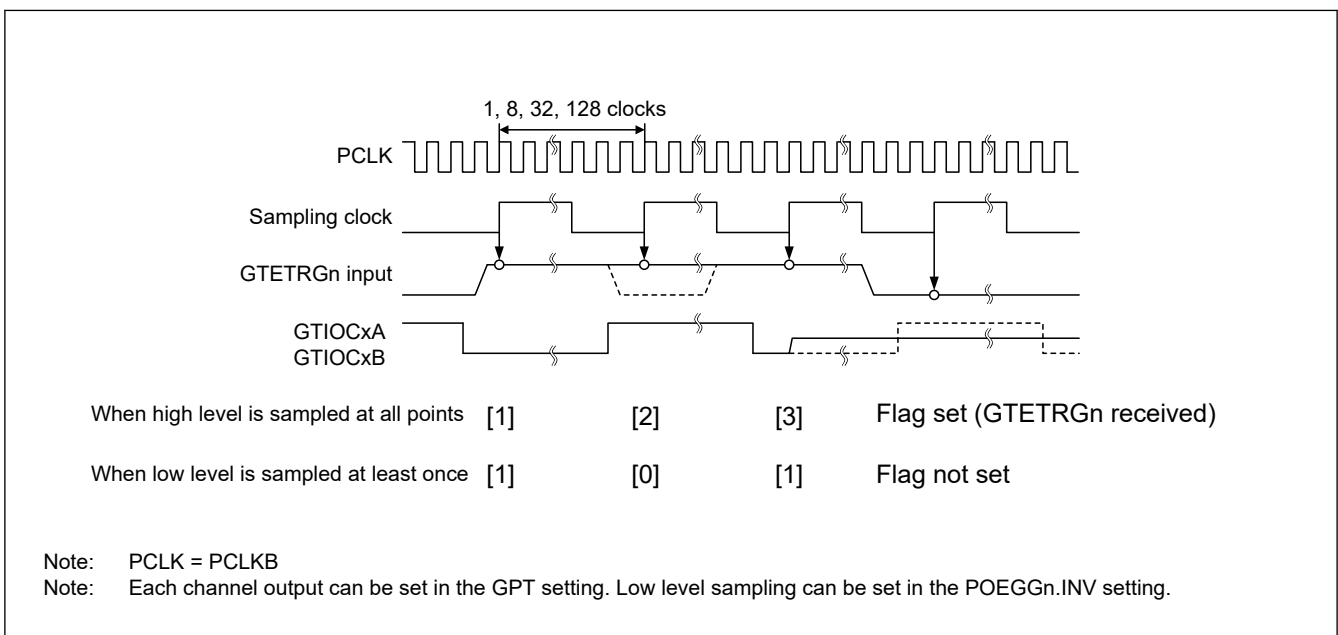 1, 8, 32, 128 clocks
PCLK
Sampling clock
GTETRGn input
GTIOCxA
GTIOCxB
When high level is sampled at all points [1] [2] [3] Flag set (GTETRGn received)
When low level is sampled at least once [1] [0] [1] Flag not set
Note: PCLK = PCLKB
Note: Each channel output can be set in the GPT setting. Low level sampling can be set in the POEGGn.INV setting.